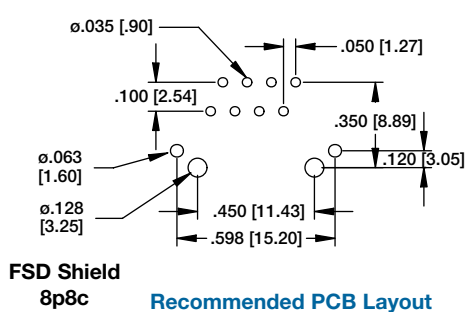 ø.035 [.90]
.050 [1.27]
.100 [2.54]
.350 [8.89]
ø.063
[1.60]
.120 [3.05]
ø.128
[3.25]
.450 [11.43]
.598 [15.20]
FSD Shield
8p8c
Recommended PCB Layout